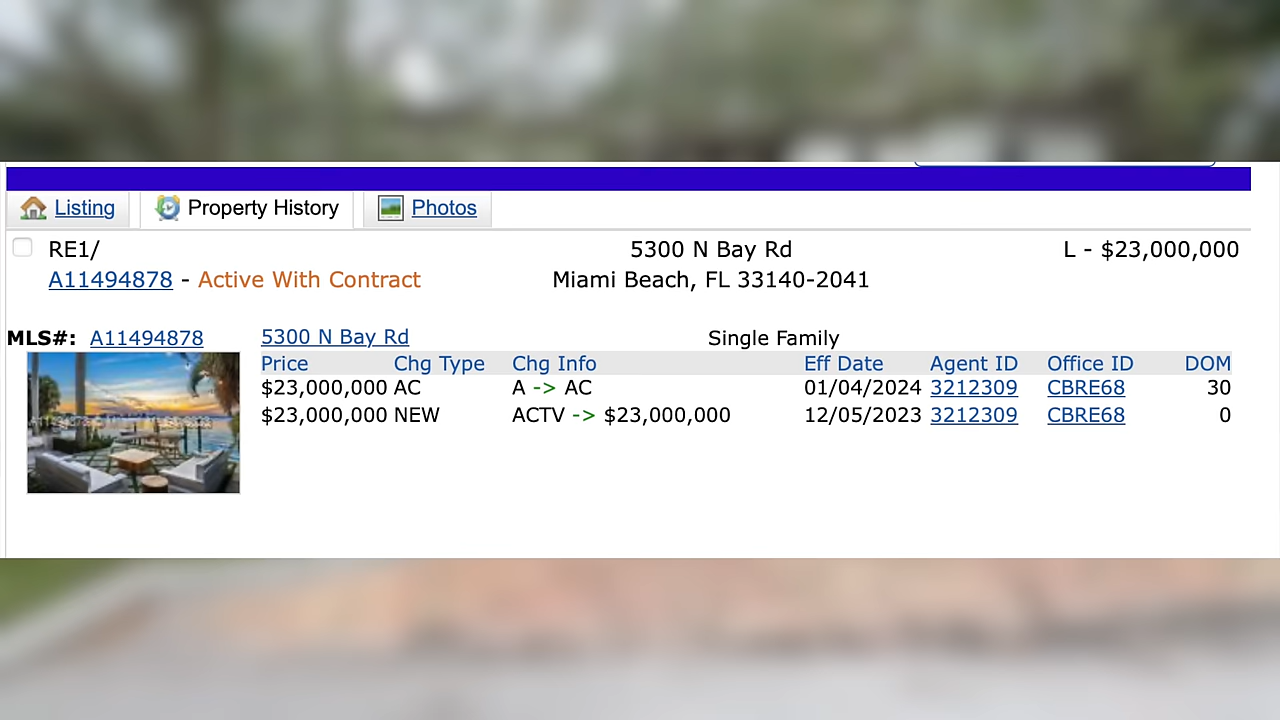 Listing Property History Photos
RE1/ 5300 N Bay Rd L - $23,000,000
A11494878 - Active With Contract Miami Beach, FL 33140-2041
MLS#: A11494878 5300 N Bay Rd Single Family
Price Chg Type Chg Info Eff Date Agent ID Office ID DOM
$23,000,000 AC A -> AC 01/04/2024 3212309 CBRE68 30
$23,000,000 NEW ACTV -> $23,000,000 12/05/2023 3212309 CBRE68 0